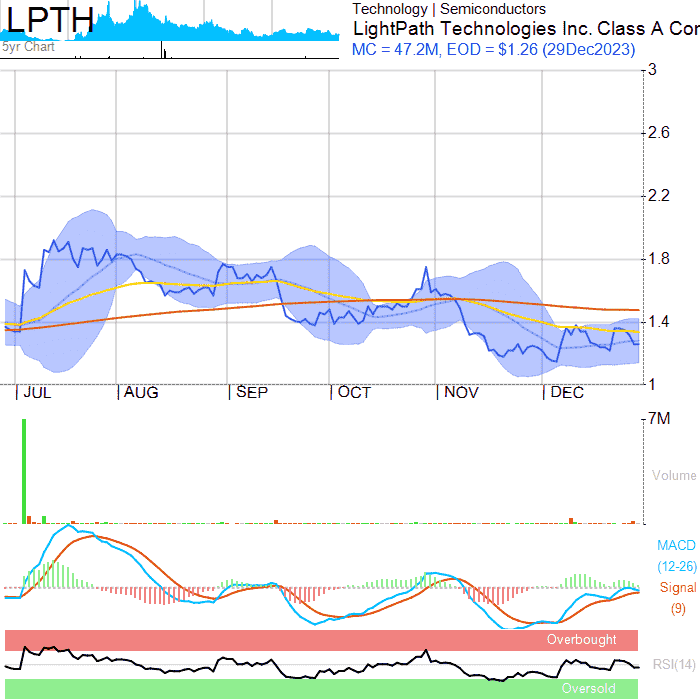 LPTH
5yr Chart
Technology | Semiconductors
LightPath Technologies Inc. Class A Cor
MC = 47.2M, EOD = $1.26 (29Dec2023)
3
2.6
2.2
1.8
1.4
1
JUL AUG SEP OCT NOV DEC
7M
Volume
MACD
(12-26)
Signal
(9)
Overbought
RSI(14)
Oversold